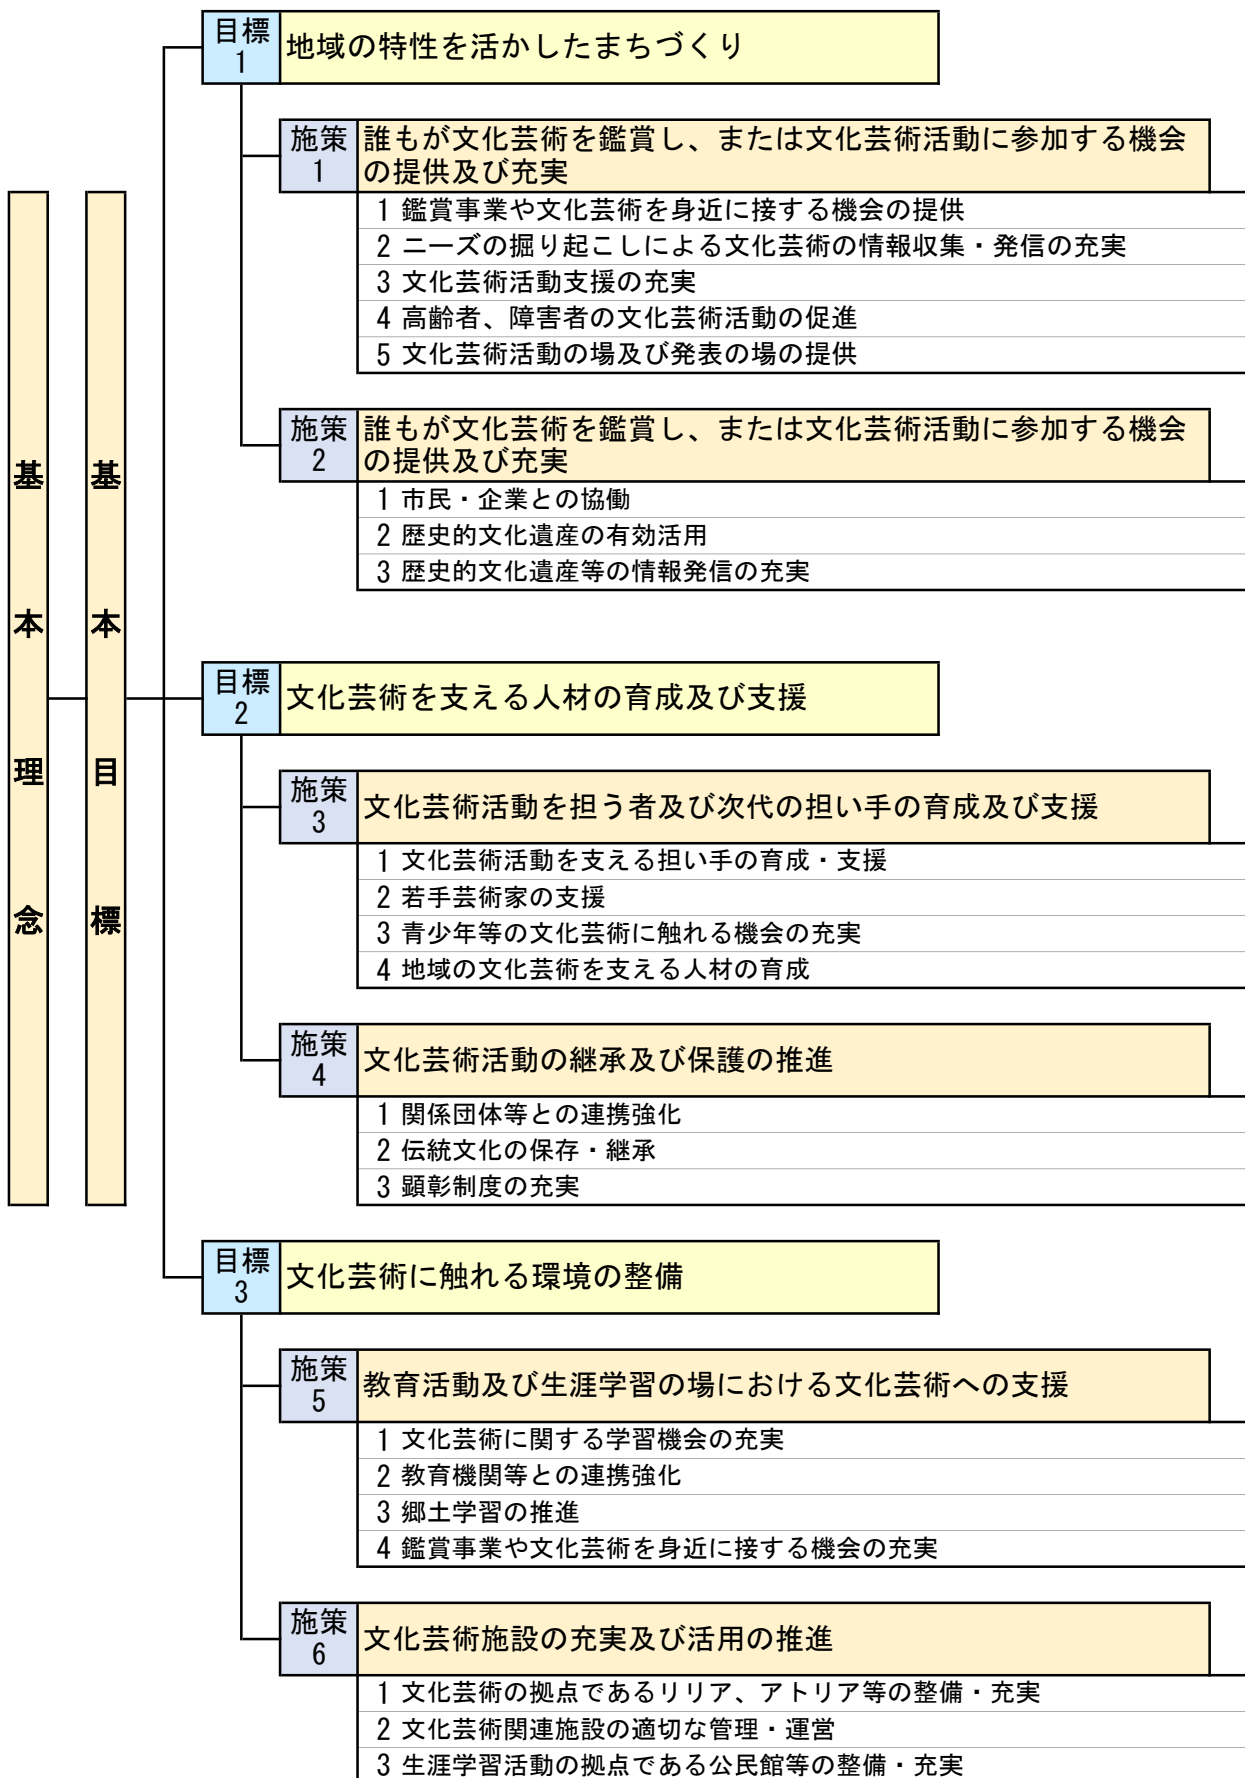 基本理念
基本目標
目標
1
地域の特性を活かしたまちづくり
施策
1
誰もが文化芸術を鑑賞し、または文化芸術活動に参加する機会
の提供及び充実
1 鑑賞事業や文化芸術を身近に接する機会の提供
2 ニーズの掘り起こしによる文化芸術の情報収集・発信の充実
3 文化芸術活動支援の充実
4 高齢者、障害者の文化芸術活動の促進
5 文化芸術活動の場及び発表の場の提供
施策
2
誰もが文化芸術を鑑賞し、または文化芸術活動に参加する機会
の提供及び充実
1 市民・企業との協働
2 歴史的文化遺産の有効活用
3 歴史的文化遺産等の情報発信の充実
目標
2
文化芸術を支える人材の育成及び支援
施策
3
文化芸術活動を担う者及び次代の担い手の育成及び支援
1 文化芸術活動を支える担い手の育成・支援
2 若手芸術家の支援
3 青少年等の文化芸術に触れる機会の充実
4 地域の文化芸術を支える人材の育成
施策
4
文化芸術活動の継承及び保護の推進
1 関係団体等との連携強化
2 伝統文化の保存・継承
3 顕彰制度の充実
目標
3
文化芸術に触れる環境の整備
施策
5
教育活動及び生涯学習の場における文化芸術への支援
1 文化芸術に関する学習機会の充実
2 教育機関等との連携強化
3 郷土学習の推進
4 鑑賞事業や文化芸術を身近に接する機会の充実
施策
6
文化芸術施設の充実及び活用の推進
1 文化芸術の拠点であるリリア、アトリア等の整備・充実
2 文化芸術関連施設の適切な管理・運営
3 生涯学習活動の拠点である公民館等の整備・充実